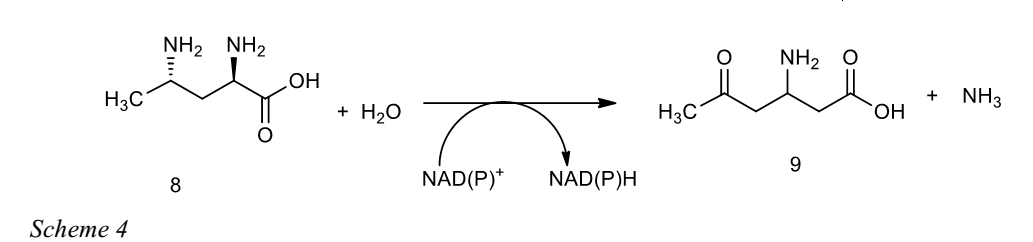 NH₂ NH₂ O NH₂ O
H₃C OH O + H₂O H₃C OH + NH₃
NAD(P)⁺ NAD(P)H
8 9
Scheme 4